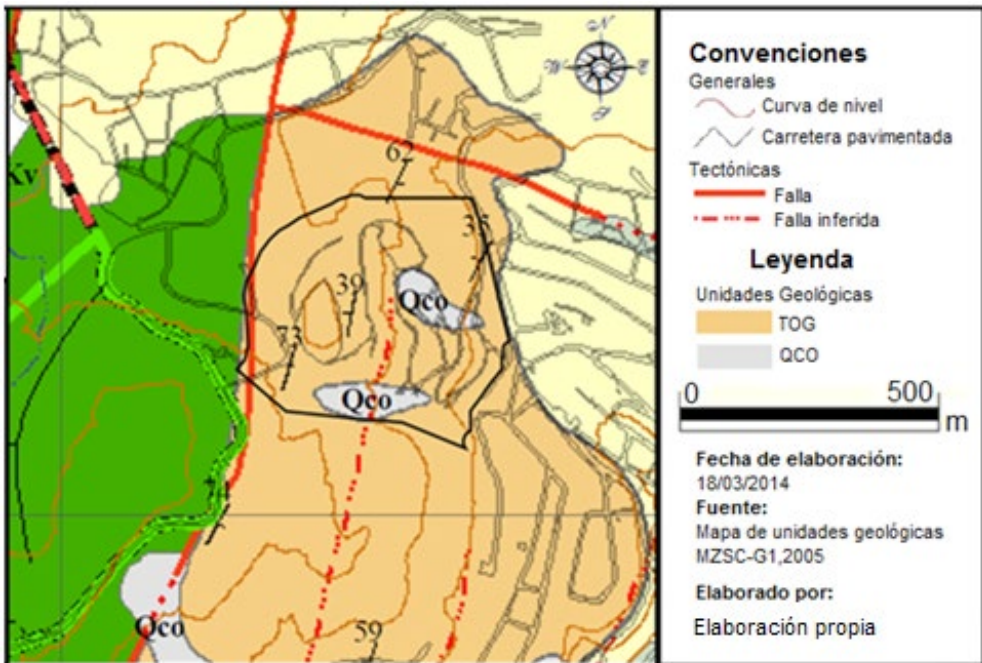 N
W
E
S
Kv
62
35
39
Qco
73
Qco
Qco
59
Convenciones
Generales
Curva de nivel
Carretera pavimentada
Tectónicas
Falla
Falla inferida
Leyenda
Unidades Geológicas
TOG
QCO
0 500
m
Fecha de elaboración:
18/03/2014
Fuente:
Mapa de unidades geológicas
MZSC-G1,2005
Elaborado por:
Elaboración propia